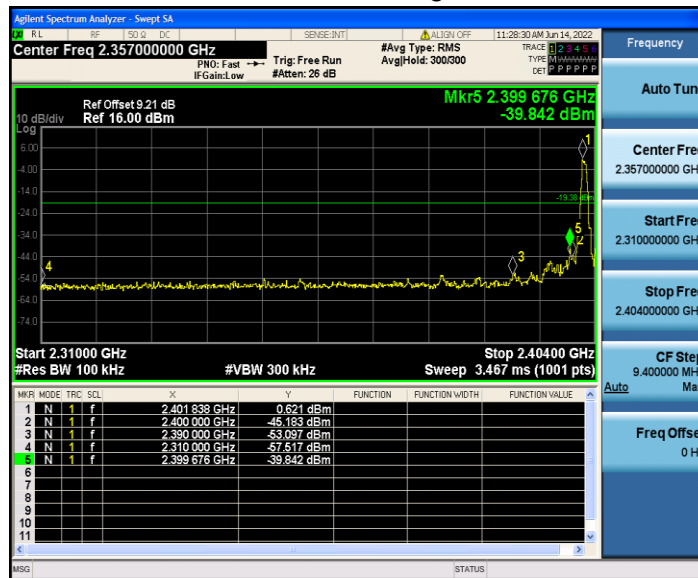 Agilent Spectrum Analyzer - Swept SA
RL RF 50 Ω DC SENSE:INT ALIGN OFF 11:28:30 AM Jun 14, 2022
Center Freq 2.357000000 GHz #Avg Type: RMS TRACE 1 2 3 4 5 6
PNO: Fast Trig: Free Run Avg|Hold: 300/300 TYPE M
IFGain:Low #Atten: 26 dB DET P P P P P P
Frequency
Mkr5 2.399 676 GHz
-39.842 dBm
Ref Offset 9.21 dB
10 dB/div Ref 16.00 dBm
Log
6.00
-4.00
-14.0
-24.0
-34.0
-44.0
-54.0
-64.0
-74.0
-19.38 dBm
1
5
2
3
4
Start 2.31000 GHz Stop 2.40400 GHz
#Res BW 100 kHz #VBW 300 kHz Sweep 3.467 ms (1001 pts)
MKR MODE TRC SCL X Y FUNCTION FUNCTION WIDTH FUNCTION VALUE
1 N 1 f 2.401 838 GHz 0.621 dBm
2 N 1 f 2.400 000 GHz -45.183 dBm
3 N 1 f 2.390 000 GHz -53.097 dBm
4 N 1 f 2.310 000 GHz -57.517 dBm
5 N 1 f 2.399 676 GHz -39.842 dBm
6
7
8
9
10
11
MSG STATUS
Auto Tun
Center Fre
2.357000000 GH
Start Fre
2.310000000 GH
Stop Fre
2.404000000 GH
CF Ste
9.400000 MH
Auto Ma
Freq Offse
0 H